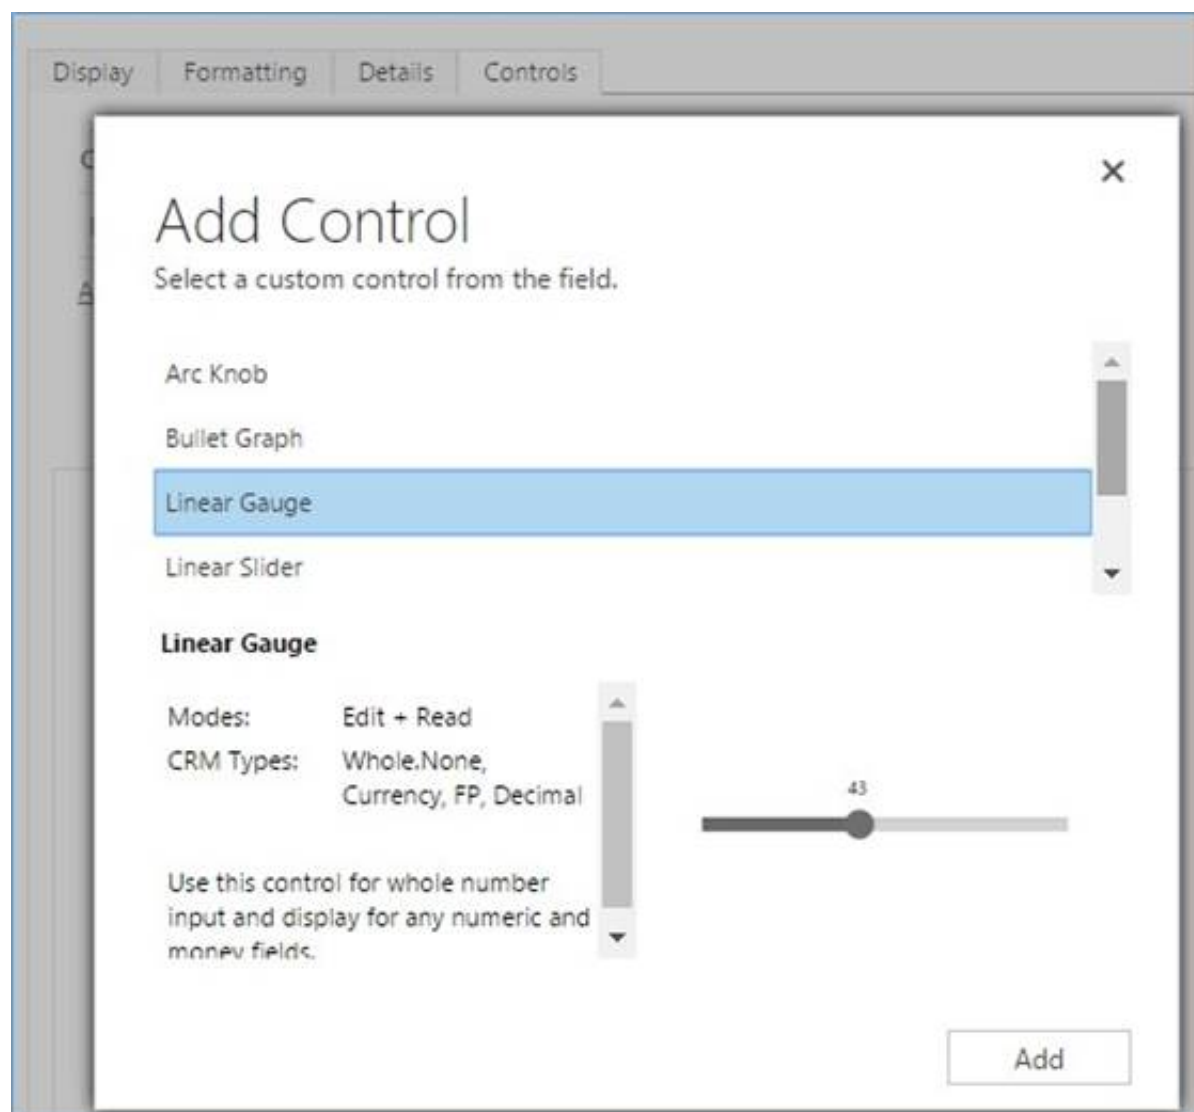 Display Formatting Details Controls
Add Control
Select a custom control from the field.
Arc Knob
Bullet Graph
Linear Gauge
Linear Slider
Linear Gauge
Modes: Edit + Read
CRM Types: Whole.None,
Currency, FP, Decimal
43
Use this control for whole number
input and display for any numeric and
money fields.
Add